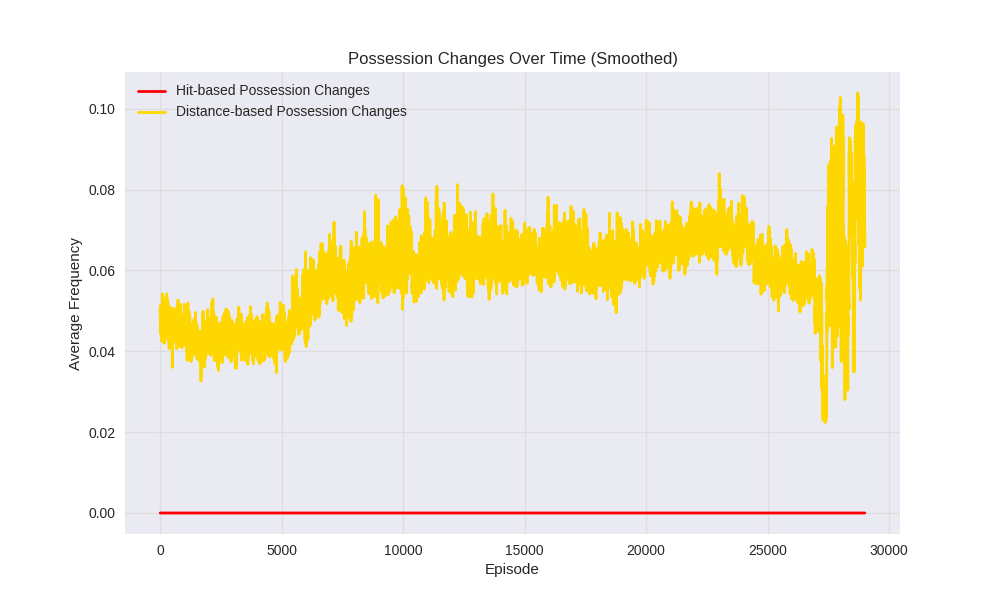 Possession Changes Over Time (Smoothed)
Hit-based Possession Changes
Distance-based Possession Changes
Average Frequency
0.10
0.08
0.06
0.04
0.02
0.00
0 5000 10000 15000 20000 25000 30000
Episode